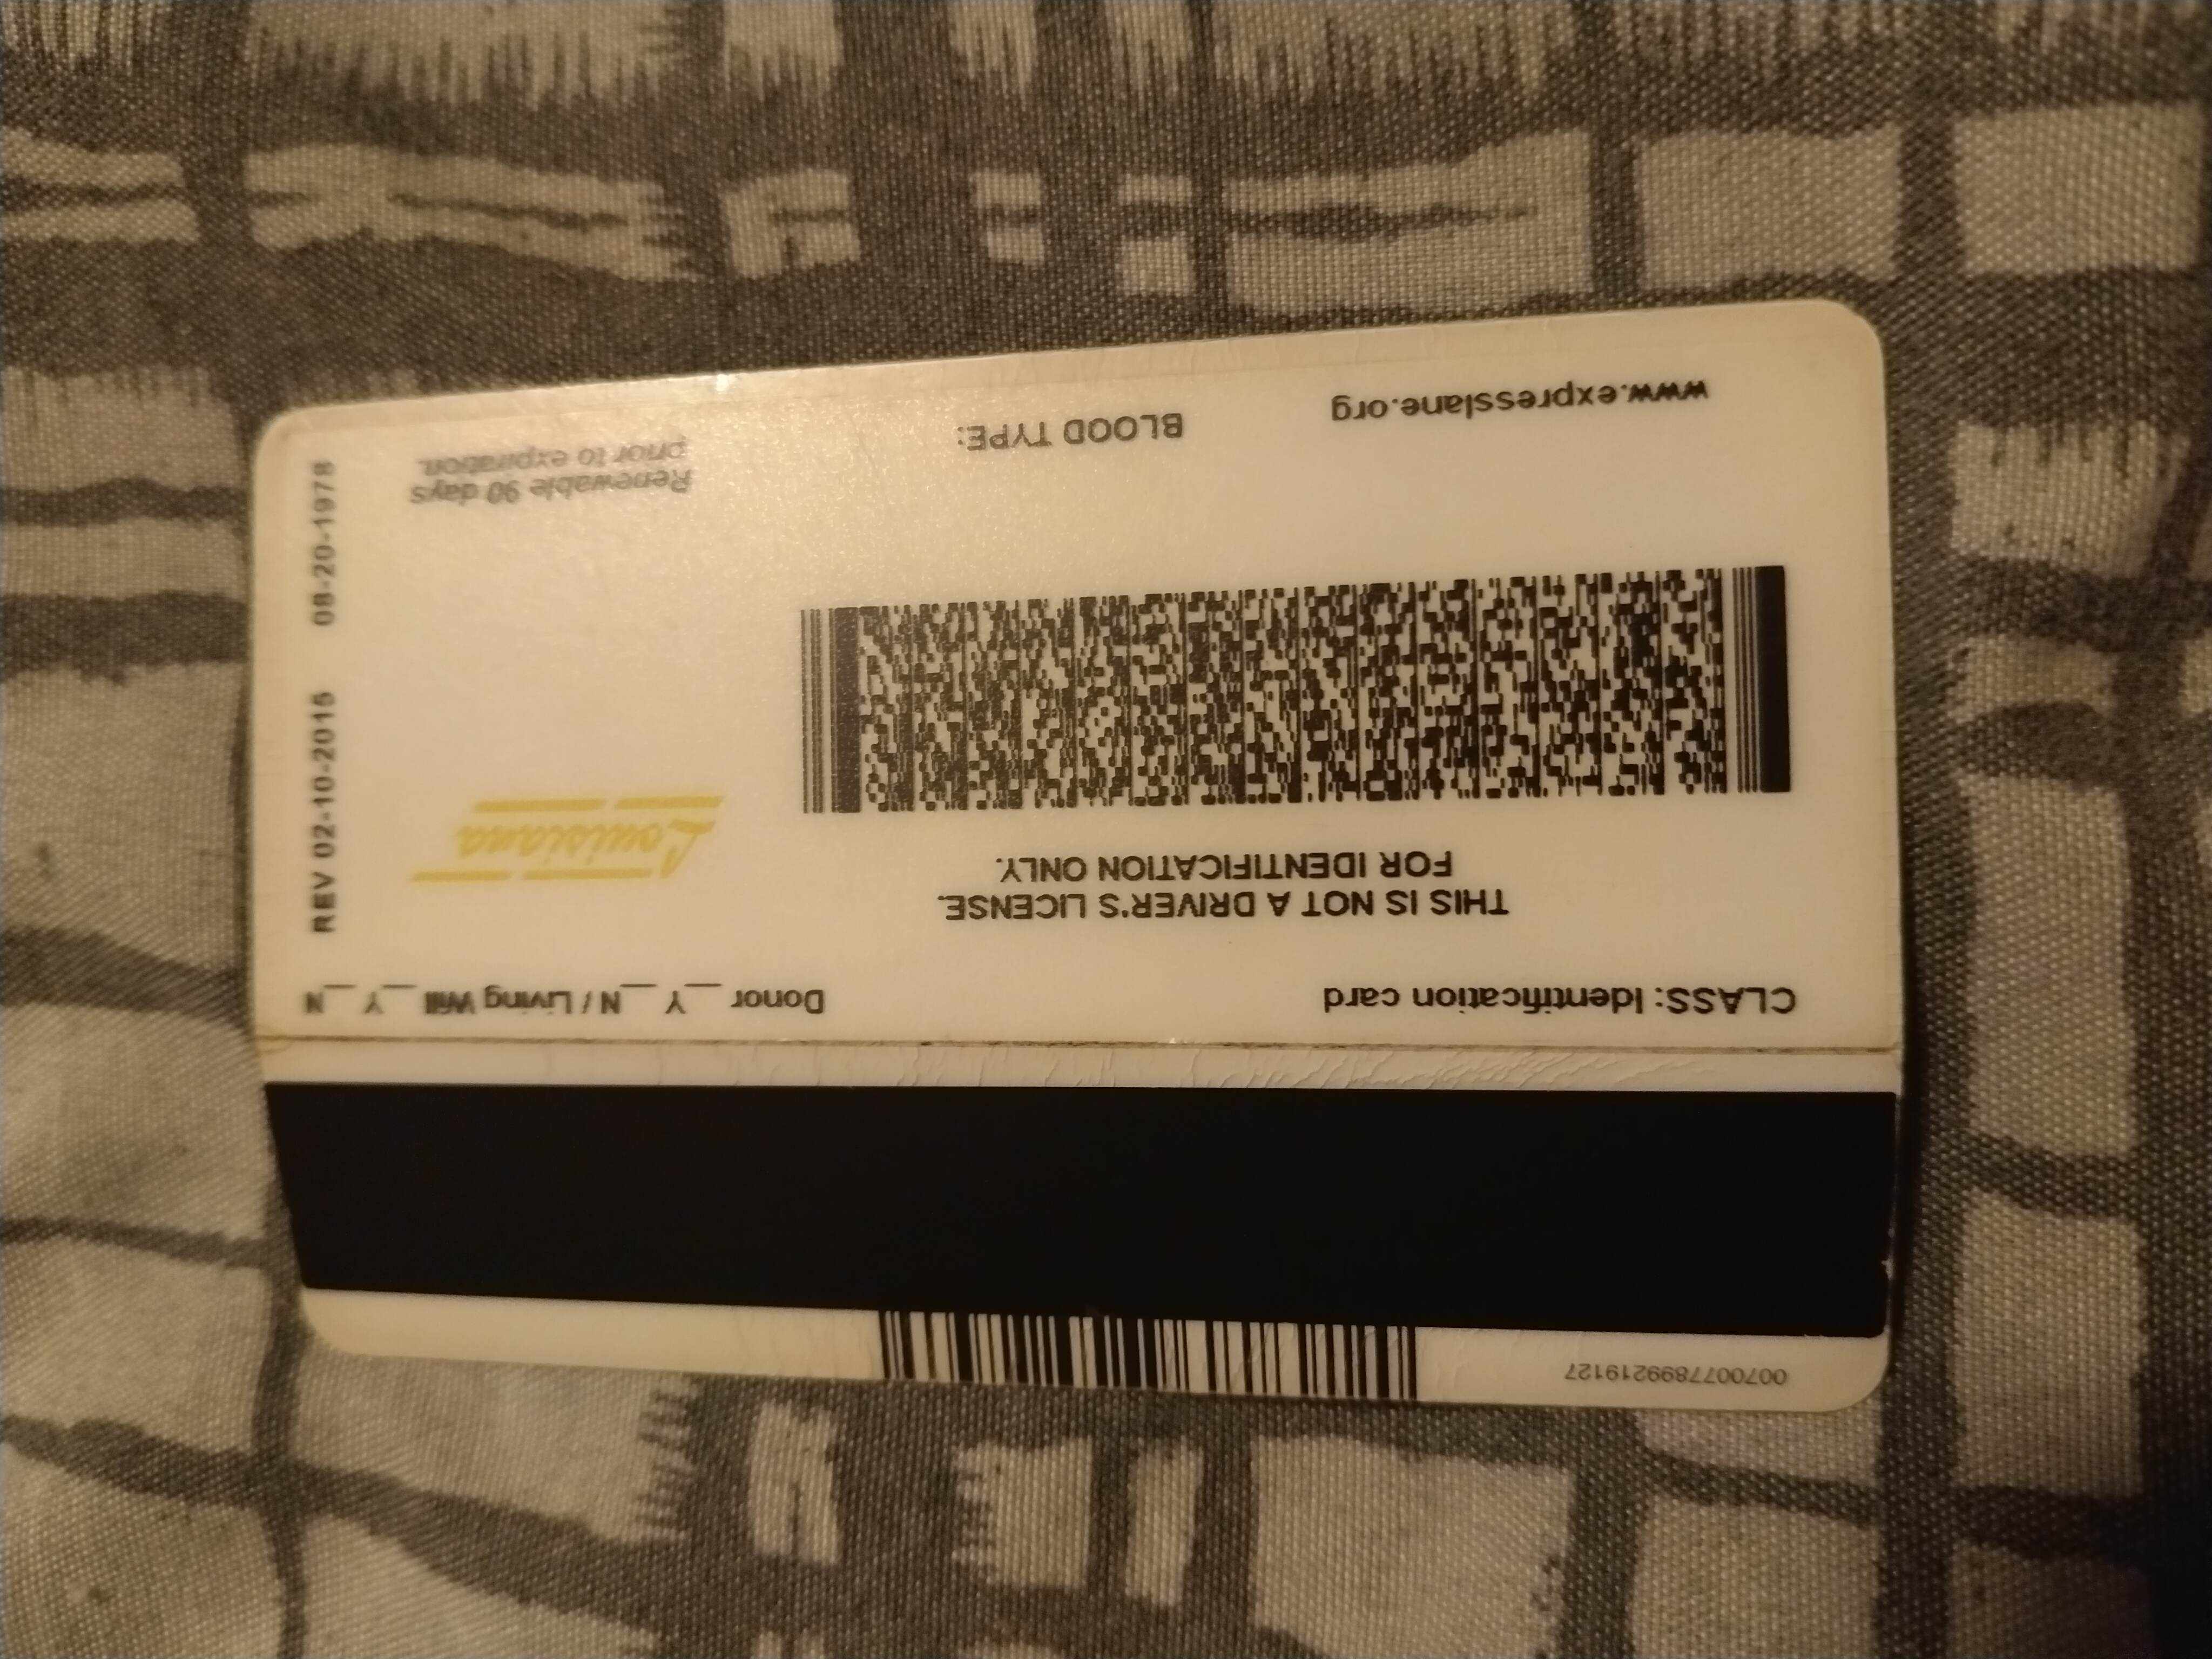 0070077899219127
CLASS: Identification card
Donor __Y __N / Living Will __Y __N
THIS IS NOT A DRIVER'S LICENSE.
FOR IDENTIFICATION ONLY.
Louisiana
REV 02-10-2015 08-20-1978
Renewable 90 days
prior to expiration.
BLOOD TYPE:
www.expresslane.org